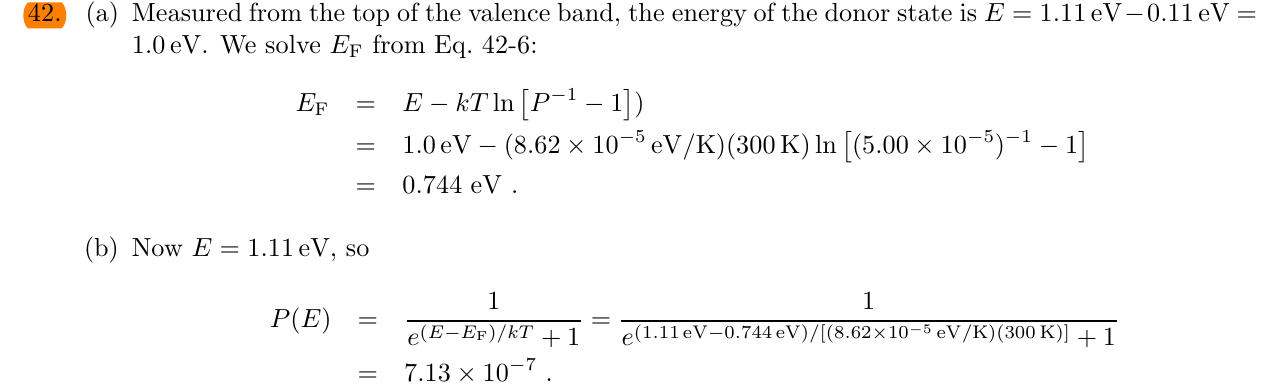 42. (a) Measured from the top of the valence band, the energy of the donor state is E = 1.11 eV−0.11 eV =
1.0 eV. We solve E_F from Eq. 42-6:
E_F = E − kT ln [P^{−1} − 1])
= 1.0 eV − (8.62 × 10^{−5} eV/K)(300 K) ln [(5.00 × 10^{−5})^{−1} − 1]
= 0.744 eV .
(b) Now E = 1.11 eV, so
P(E) = \frac{1}{e^{(E−E_F)/kT} + 1} = \frac{1}{e^{(1.11 eV−0.744 eV)/[(8.62×10^{−5} eV/K)(300 K)]} + 1}
= 7.13 × 10^{−7} .